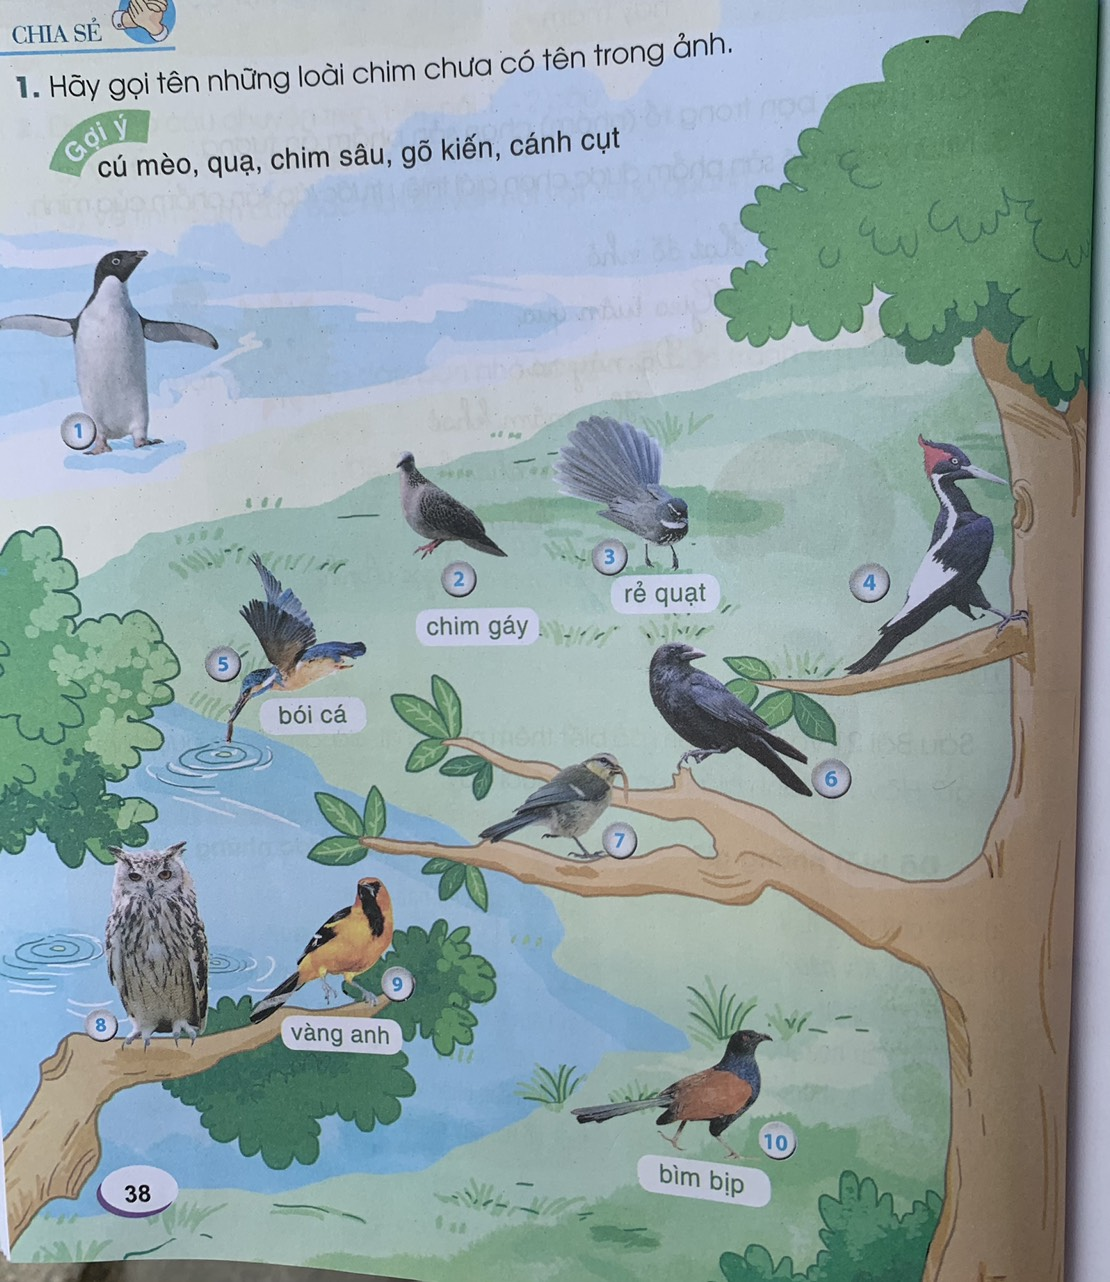 CHIA SẺ
1. Hãy gọi tên những loài chim chưa có tên trong ảnh.
Gợi ý
cú mèo, quạ, chim sâu, gõ kiến, cánh cụt
1
2
chim gáy
3
rẻ quạt
4
5
bói cá
6
7
8
9
vàng anh
10
bìm bịp
38